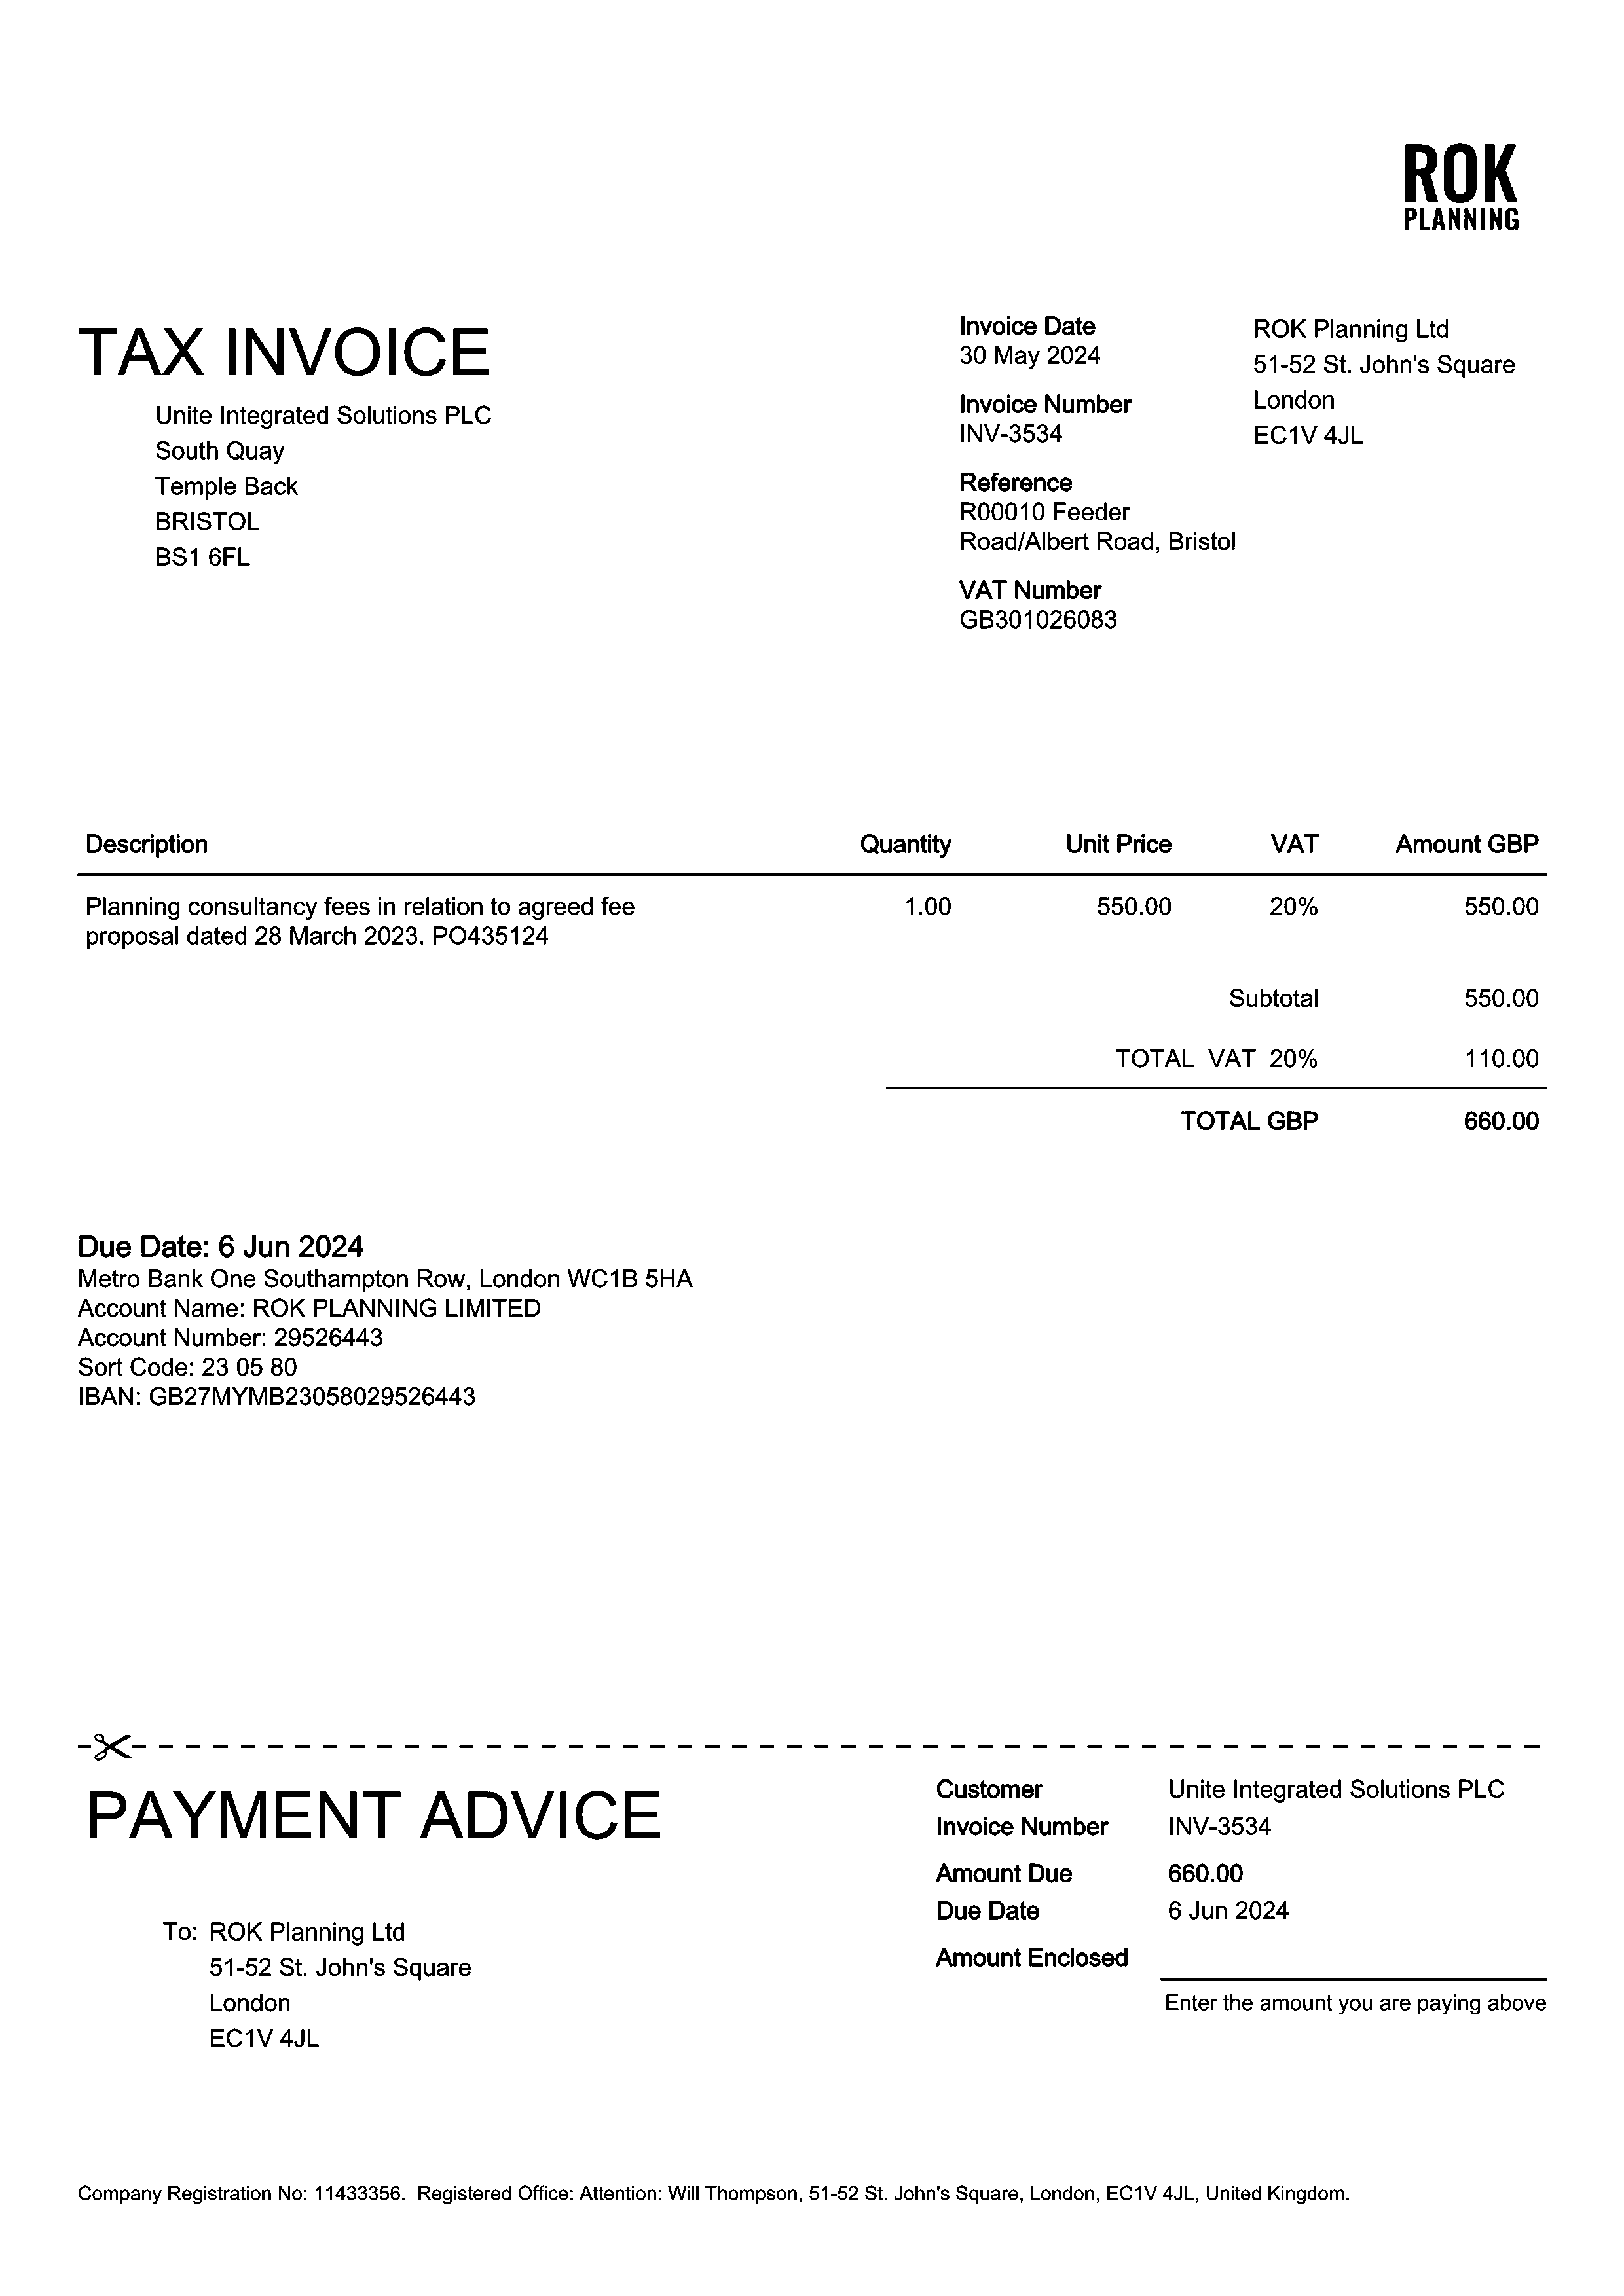 ROK
PLANNING
TAX INVOICE
Unite Integrated Solutions PLC
South Quay
Temple Back
BRISTOL
BS1 6FL
Invoice Date
30 May 2024
Invoice Number
INV-3534
Reference
R00010 Feeder
Road/Albert Road, Bristol
VAT Number
GB301026083
ROK Planning Ltd
51-52 St. John's Square
London
EC1V 4JL
Description Quantity Unit Price VAT Amount GBP
Planning consultancy fees in relation to agreed fee 1.00 550.00 20% 550.00
proposal dated 28 March 2023. PO435124
Subtotal 550.00
TOTAL VAT 20% 110.00
TOTAL GBP 660.00
Due Date: 6 Jun 2024
Metro Bank One Southampton Row, London WC1B 5HA
Account Name: ROK PLANNING LIMITED
Account Number: 29526443
Sort Code: 23 05 80
IBAN: GB27MYMB23058029526443
PAYMENT ADVICE
To: ROK Planning Ltd
51-52 St. John's Square
London
EC1V 4JL
Customer Unite Integrated Solutions PLC
Invoice Number INV-3534
Amount Due 660.00
Due Date 6 Jun 2024
Amount Enclosed
Enter the amount you are paying above
Company Registration No: 11433356. Registered Office: Attention: Will Thompson, 51-52 St. John's Square, London, EC1V 4JL, United Kingdom.